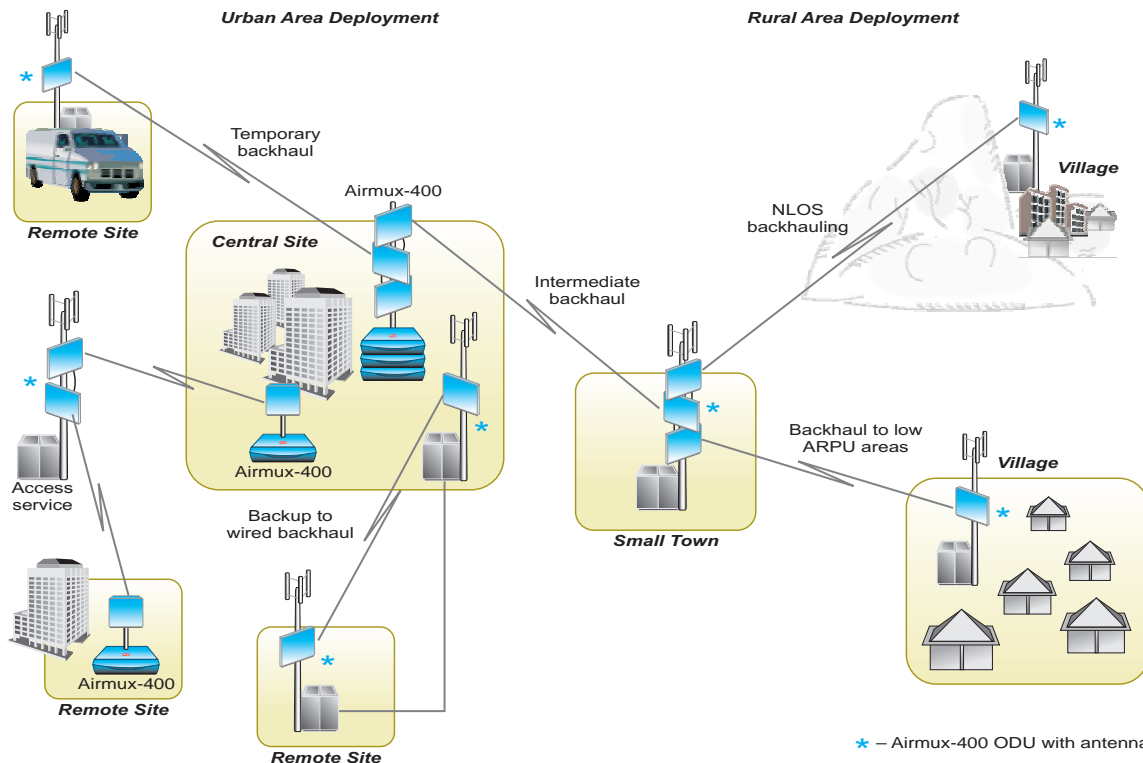 Urban Area Deployment
Rural Area Deployment
*
*
Temporary
backhaul
Village
Airmux-400
NLOS
backhauling
Remote Site
Central Site
Intermediate
backhaul
*
*
*
Backhaul to low
ARPU areas
Airmux-400
Village
Access
service
Backup to
wired backhaul
*
Small Town
*
Airmux-400
Remote Site
Remote Site
* – Airmux-400 ODU with antenna